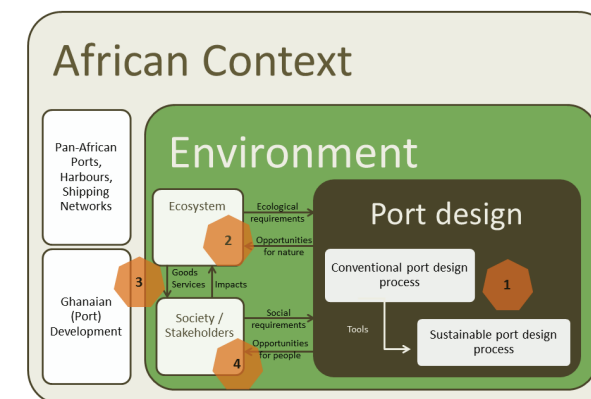 African Context
Pan-African
Ports,
Harbours,
Shipping
Networks
Ghanaian
(Port)
Development
3
Environment
Ecosystem
2
Goods
Services
Impacts
Society /
Stakeholders
4
Ecological
requirements
Opportunities
for nature
Social
requirements
Opportunities
for people
Port design
Conventional port design
process
1
Tools
Sustainable port design
process